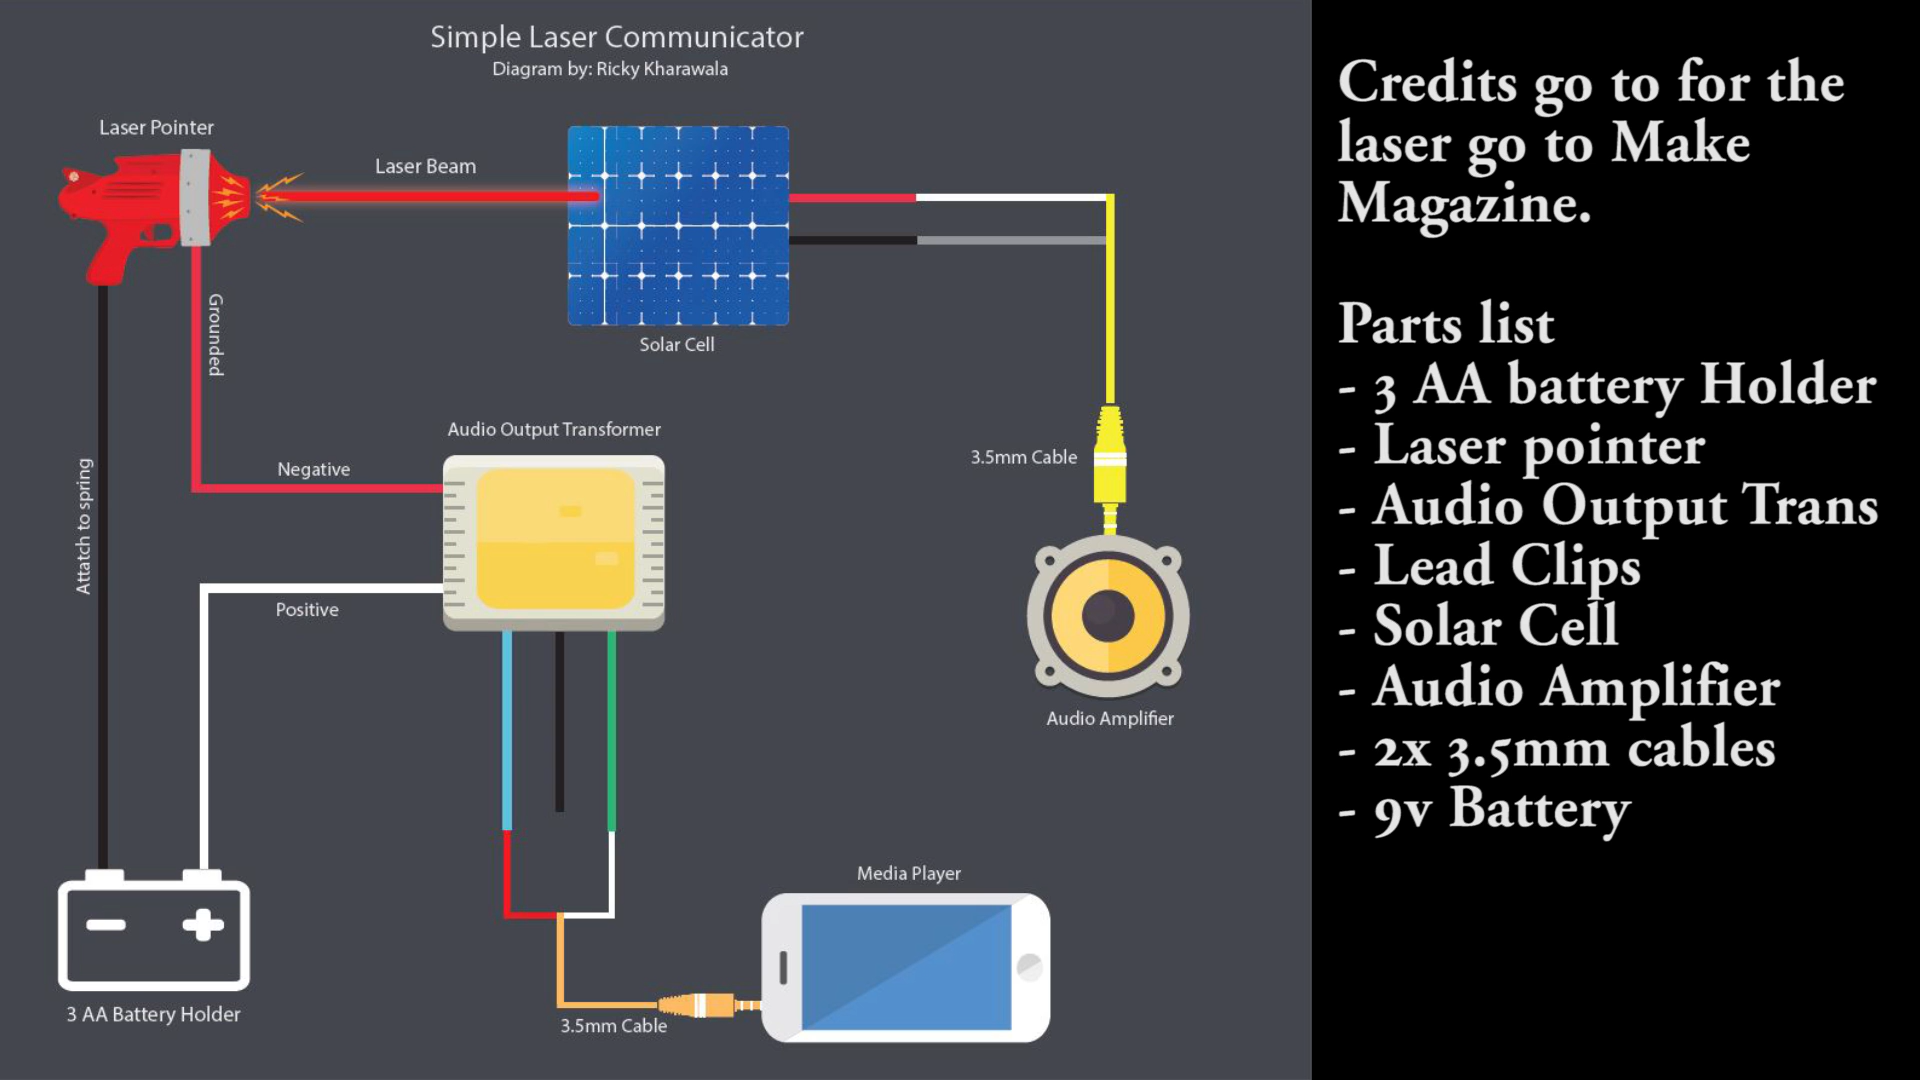 Simple Laser Communicator
Diagram by: Ricky Kharawala
Laser Pointer
Laser Beam
Solar Cell
Grounded
Attatch to spring
Negative
Audio Output Transformer
Positive
3.5mm Cable
Audio Amplifier
Media Player
3.5mm Cable
3 AA Battery Holder
Credits go to for the
laser go to Make
Magazine.
Parts list
- 3 AA battery Holder
- Laser pointer
- Audio Output Trans
- Lead Clips
- Solar Cell
- Audio Amplifier
- 2x 3.5mm cables
- 9v Battery